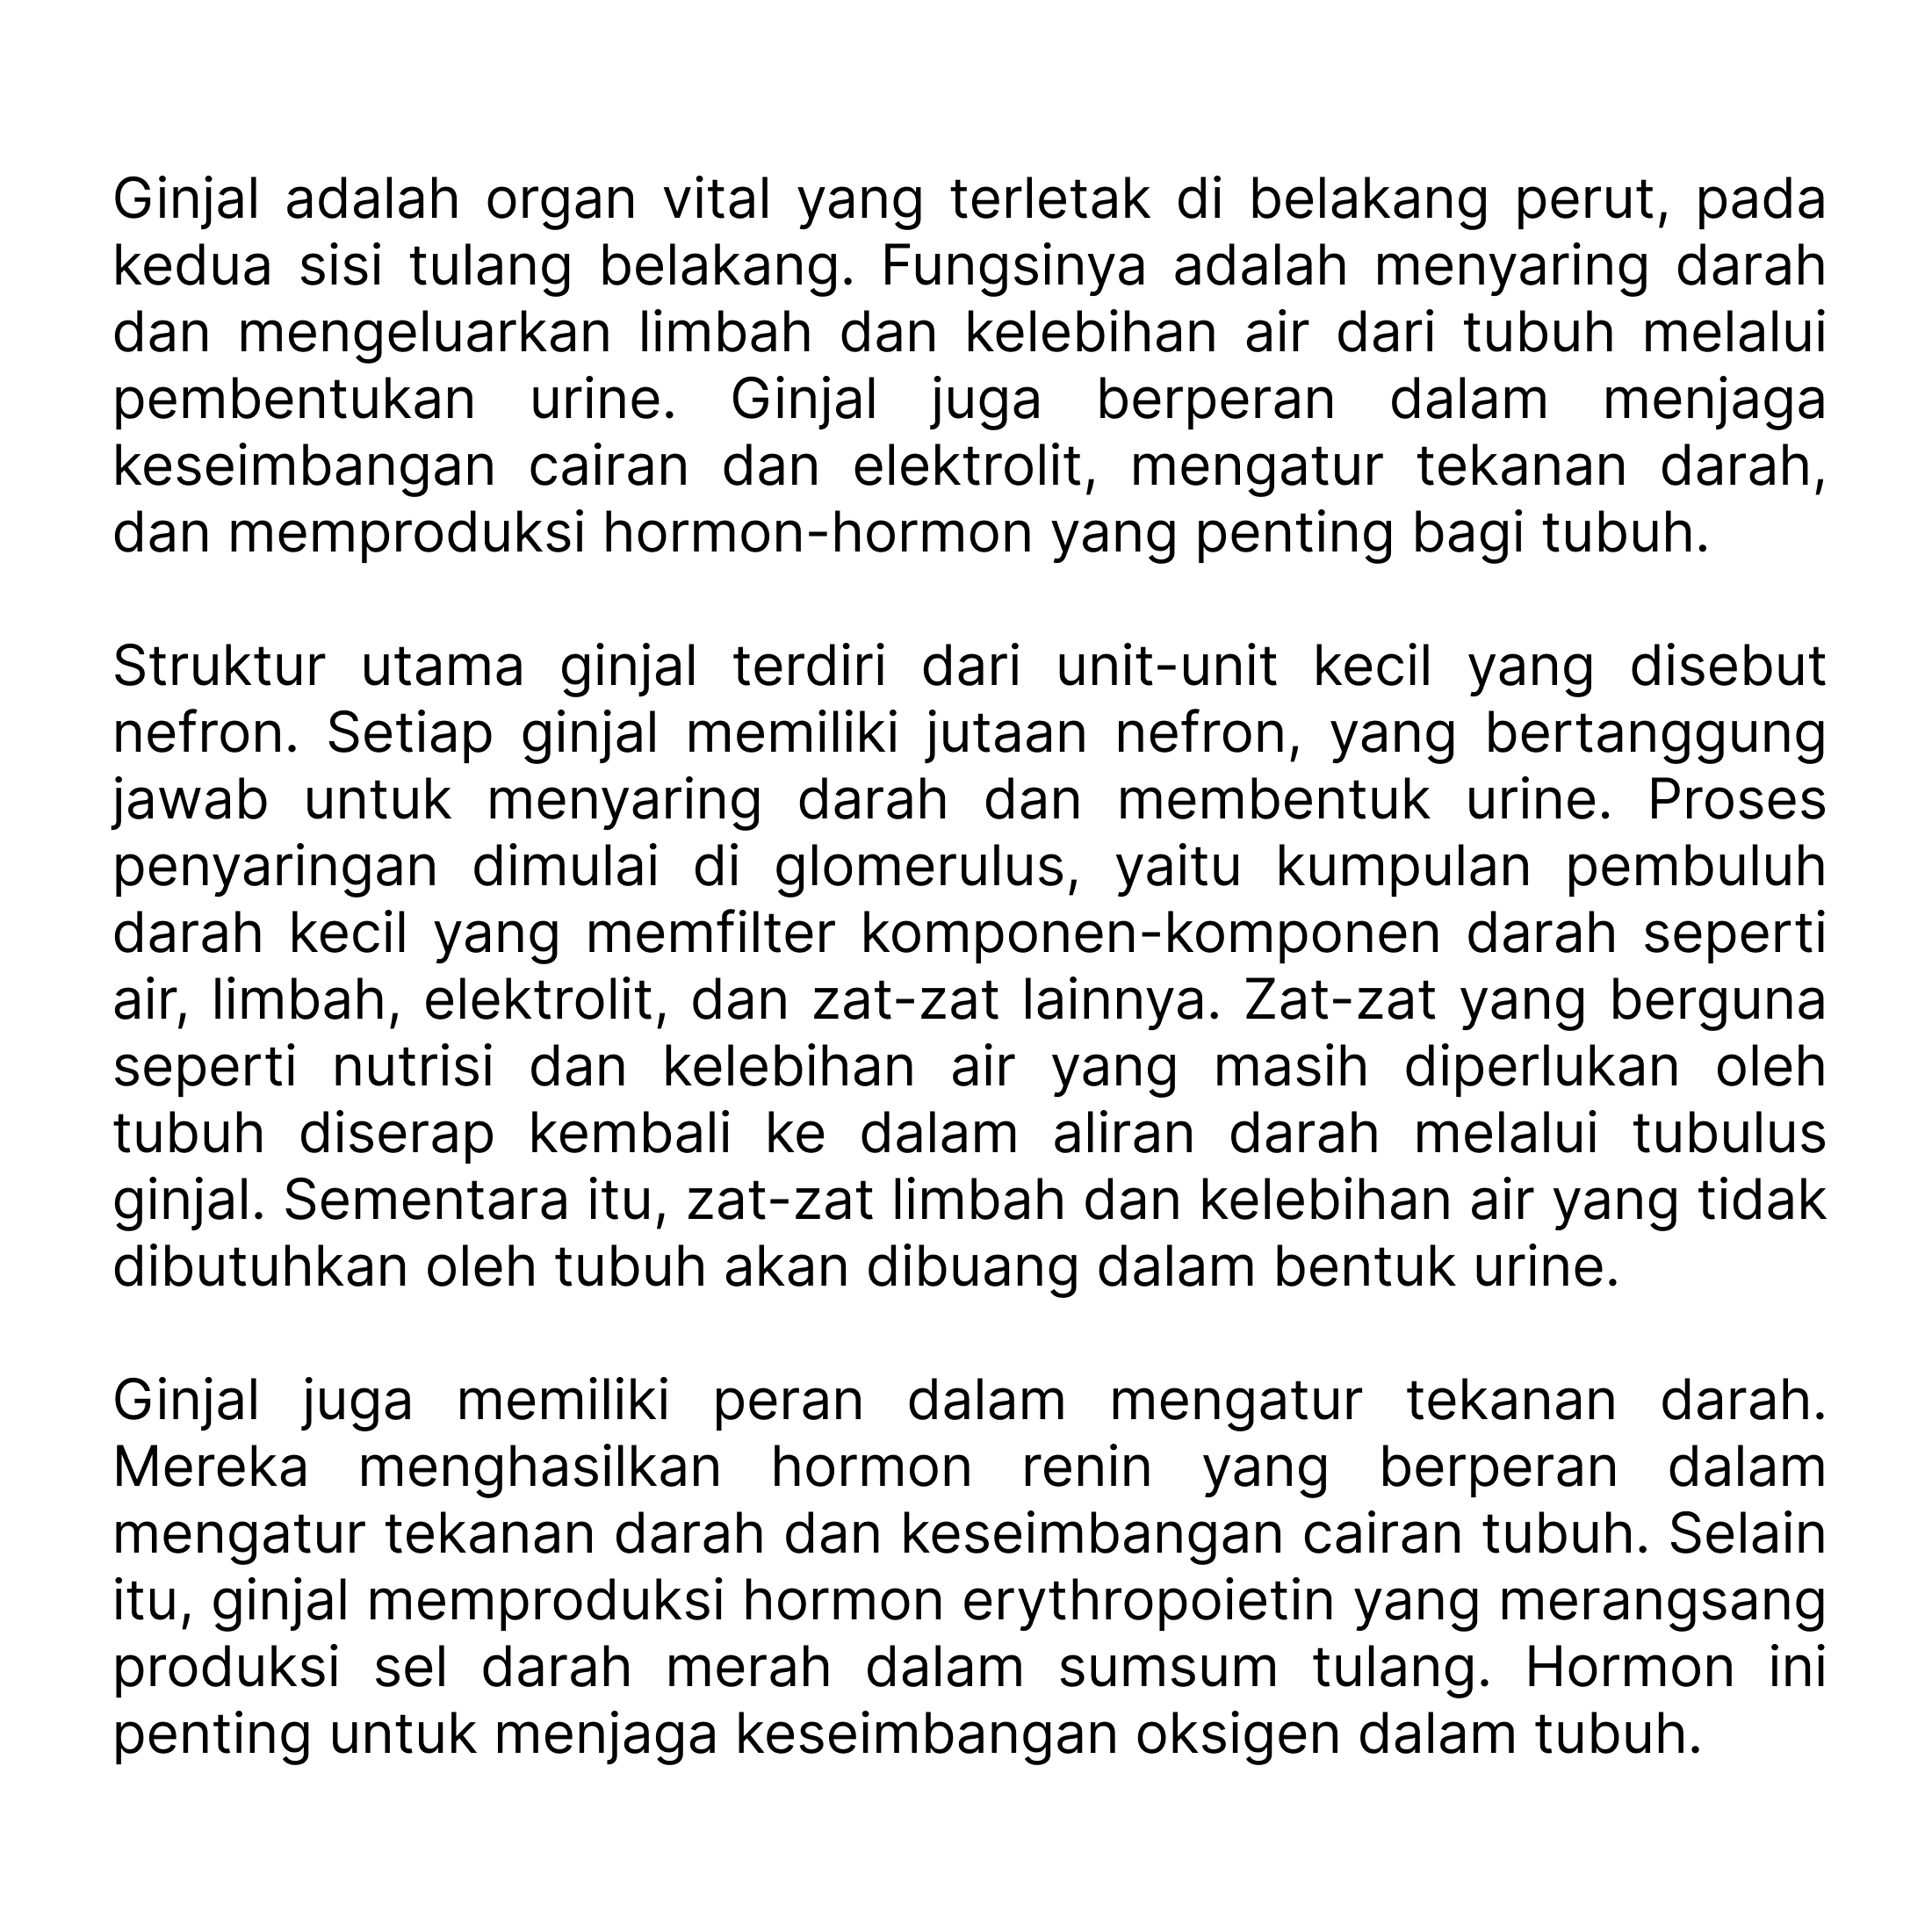 Ginjal adalah organ vital yang terletak di belakang perut, pada
kedua sisi tulang belakang. Fungsinya adalah menyaring darah
dan mengeluarkan limbah dan kelebihan air dari tubuh melalui
pembentukan urine. Ginjal juga berperan dalam menjaga
keseimbangan cairan dan elektrolit, mengatur tekanan darah,
dan memproduksi hormon-hormon yang penting bagi tubuh.
Struktur utama ginjal terdiri dari unit-unit kecil yang disebut
nefron. Setiap ginjal memiliki jutaan nefron, yang bertanggung
jawab untuk menyaring darah dan membentuk urine. Proses
penyaringan dimulai di glomerulus, yaitu kumpulan pembuluh
darah kecil yang memfilter komponen-komponen darah seperti
air, limbah, elektrolit, dan zat-zat lainnya. Zat-zat yang berguna
seperti nutrisi dan kelebihan air yang masih diperlukan oleh
tubuh diserap kembali ke dalam aliran darah melalui tubulus
ginjal. Sementara itu, zat-zat limbah dan kelebihan air yang tidak
dibutuhkan oleh tubuh akan dibuang dalam bentuk urine.
Ginjal juga memiliki peran dalam mengatur tekanan darah.
Mereka menghasilkan hormon renin yang berperan dalam
mengatur tekanan darah dan keseimbangan cairan tubuh. Selain
itu, ginjal memproduksi hormon erythropoietin yang merangsang
produksi sel darah merah dalam sumsum tulang. Hormon ini
penting untuk menjaga keseimbangan oksigen dalam tubuh.